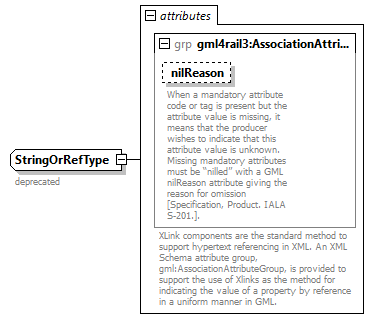 attributes
grp gml4rail3:AssociationAttri...
nilReason
When a mandatory attribute
code or tag is present but the
attribute value is missing, it
means that the producer
wishes to indicate that this
attribute value is unknown.
Missing mandatory attributes
must be “nilled” with a GML
nilReason attribute giving the
reason for omission
[Specification, Product. IALA
S-201.].
StringOrRefType
deprecated
XLink components are the standard method to
support hypertext referencing in XML. An XML
Schema attribute group,
gml:AssociationAttributeGroup, is provided to
support the use of Xlinks as the method for
indicating the value of a property by reference
in a uniform manner in GML.